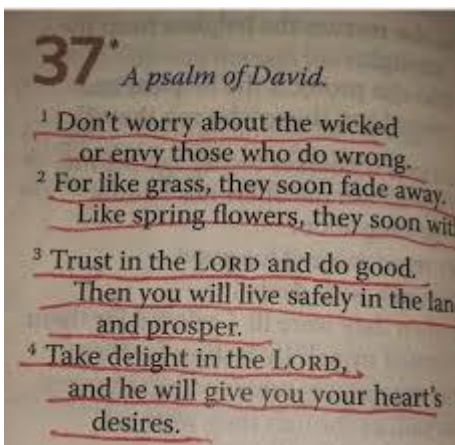 37* A psalm of David.
1 Don't worry about the wicked
or envy those who do wrong.
2 For like grass, they soon fade away.
Like spring flowers, they soon wit
3 Trust in the LORD and do good.
Then you will live safely in the lan
and prosper.
4 Take delight in the LORD,
and he will give you your heart's
desires.